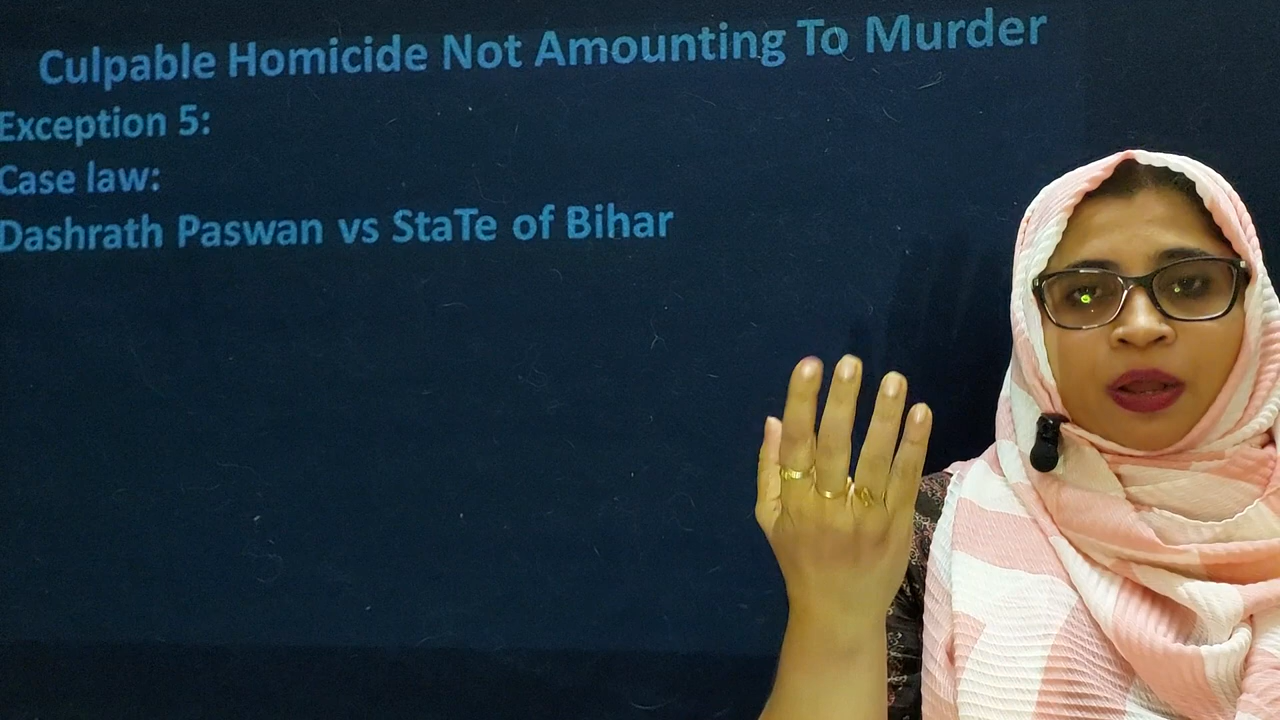 Culpable Homicide Not Amounting To Murder
Exception 5:
Case law:
Dashrath Paswan vs StaTe of Bihar